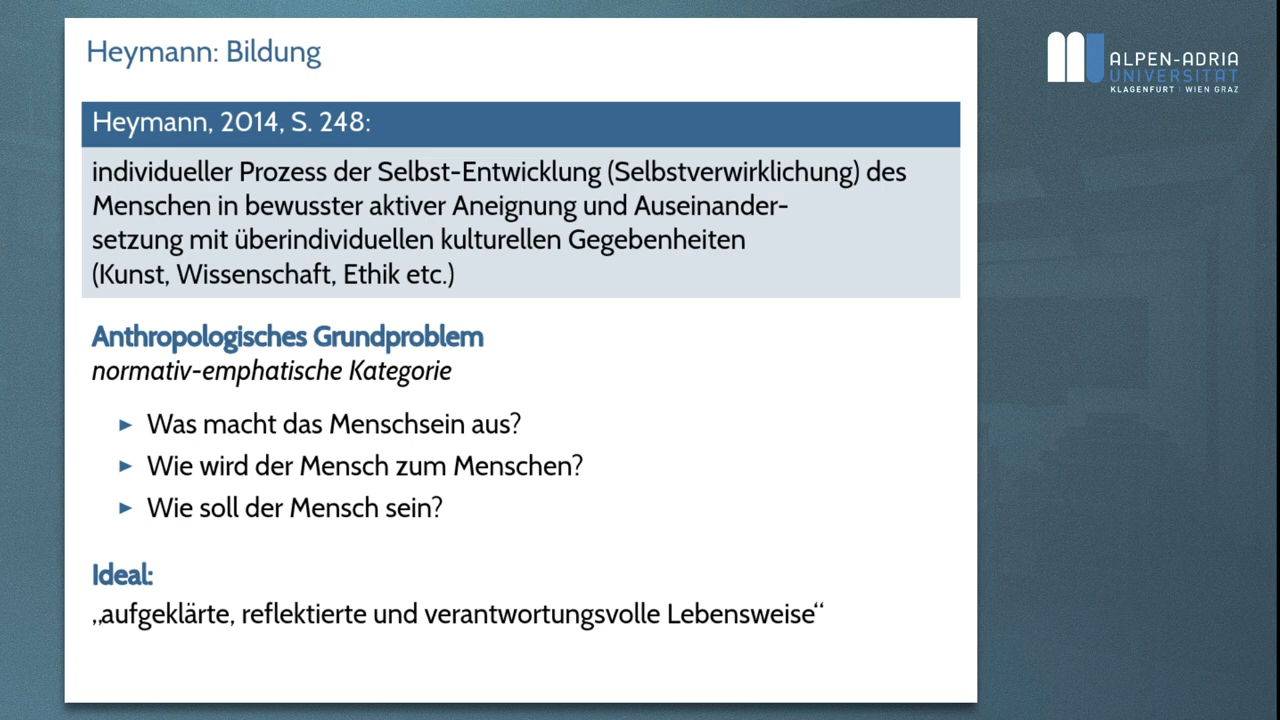 Heymann: Bildung
ALPEN-ADRIA
UNIVERSITÄT
KLAGENFURT | WIEN GRAZ
Heymann, 2014, S. 248:
individueller Prozess der Selbst-Entwicklung (Selbstverwirklichung) des
Menschen in bewusster aktiver Aneignung und Auseinander-
setzung mit überindividuellen kulturellen Gegebenheiten
(Kunst, Wissenschaft, Ethik etc.)
Anthropologisches Grundproblem
normativ-emphatische Kategorie
▶ Was macht das Menschsein aus?
▶ Wie wird der Mensch zum Menschen?
▶ Wie soll der Mensch sein?
Ideal:
„aufgeklärte, reflektierte und verantwortungsvolle Lebensweise“